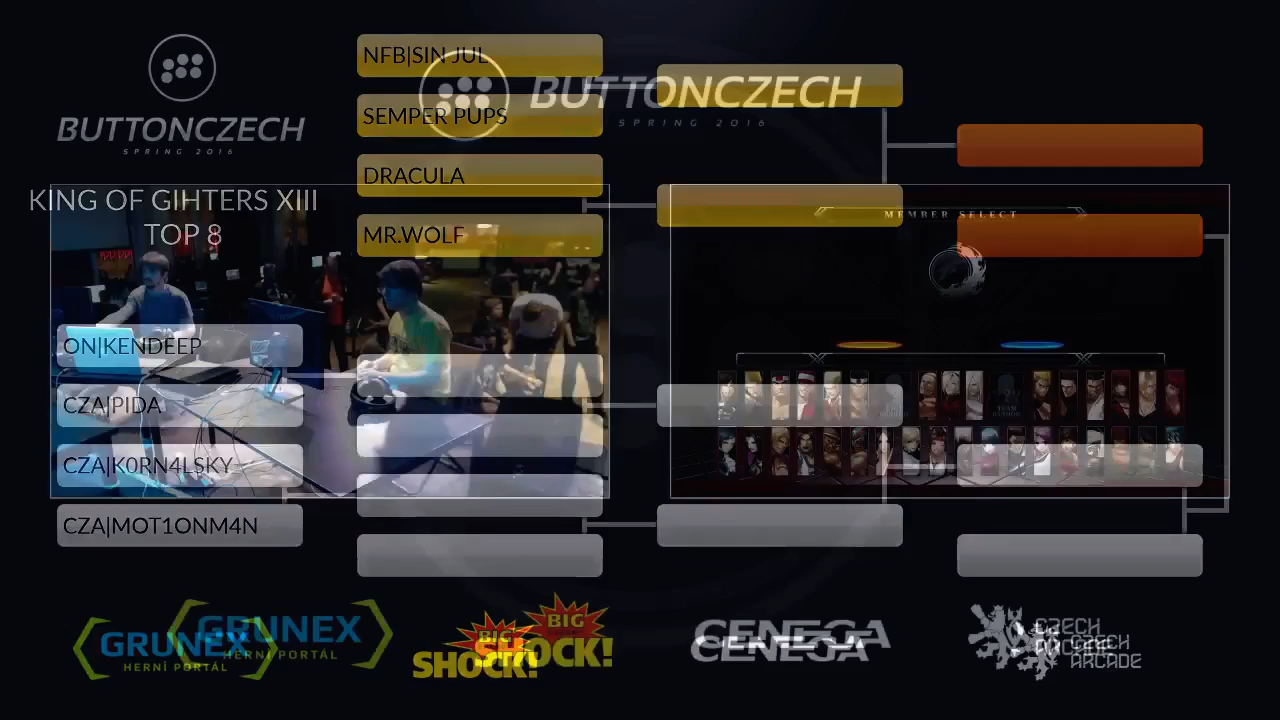 BUTTONCZECH
SPRING 2016
BUTTONCZECH
SPRING 2016
KING OF GIHTERS XIII
TOP 8
NFB|SIN JUL
SEMPER PUPS
DRACULA
MR.WOLF
ON|KENDEEP
CZA|PIDA
CZA|K0RN4LSKY
CZA|MOT1ONM4N
MEMBER SELECT
GRUNEX
HERNÍ PORTÁL
GRUNEX
HERNÍ PORTÁL
BIG
SHOCK!
BIG
SHOCK!
CENEGA
CENEGA
CZECH
ARCADE
CZECH
ARCADE